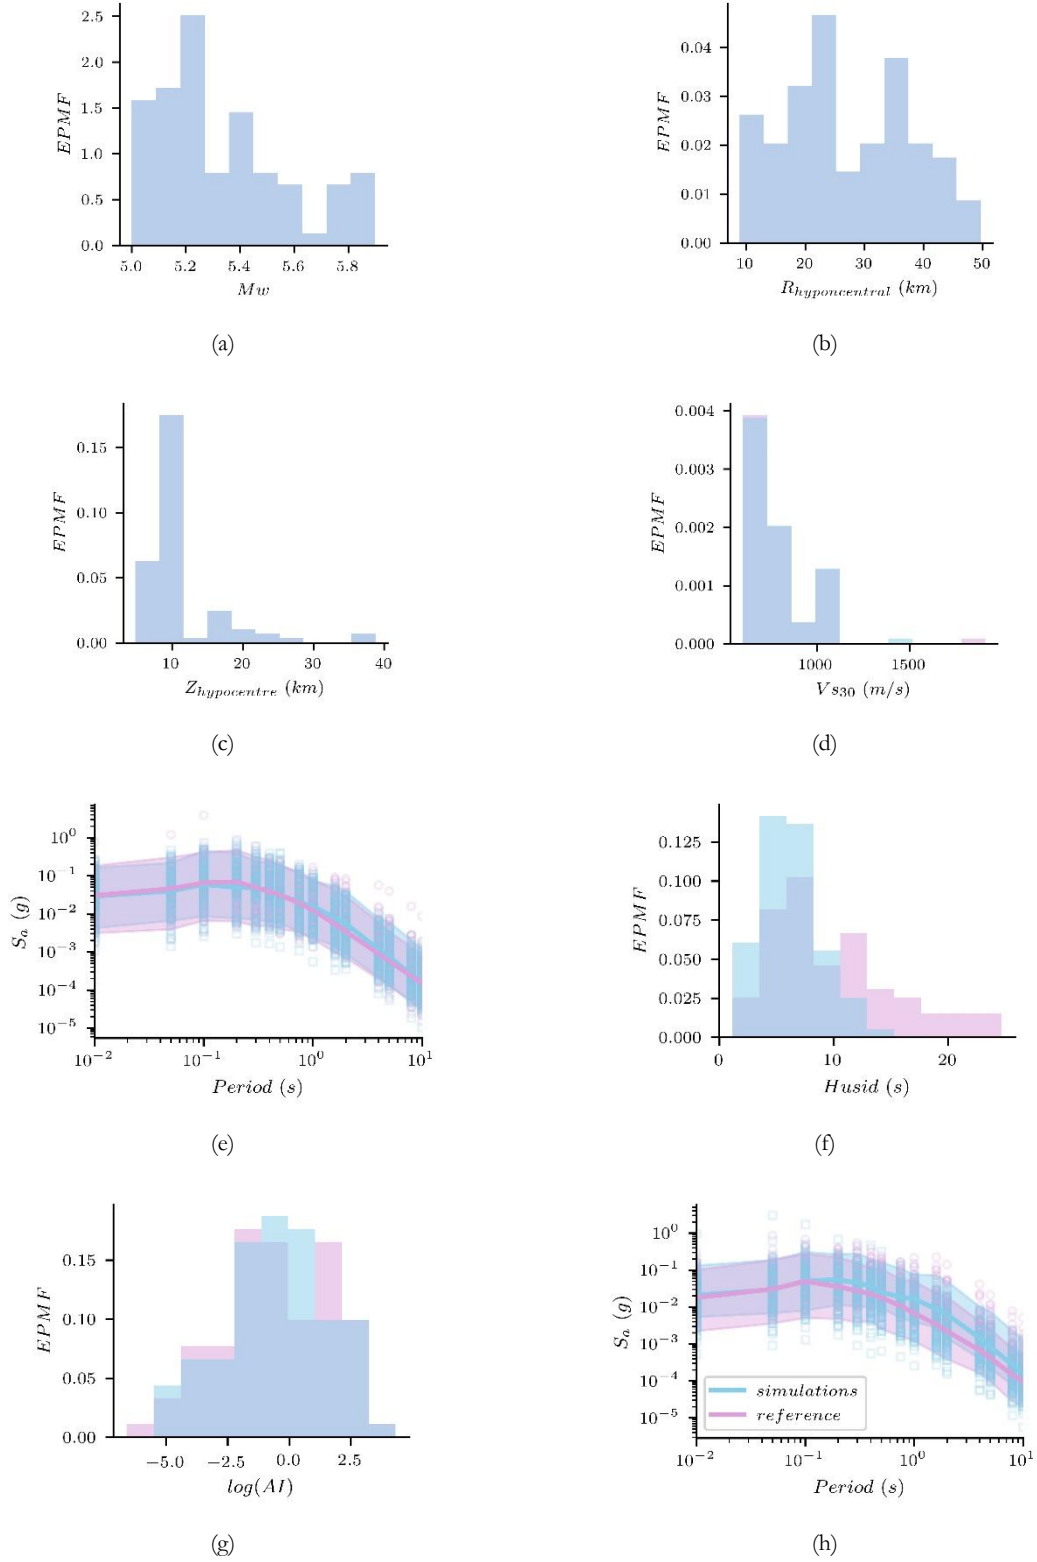 2.5
2.0
1.5
1.0
0.5
0.0
EPMF
5.0 5.2 5.4 5.6 5.8
Mw
(a)
0.04
0.03
0.02
0.01
0.00
EPMF
10 20 30 40 50
R_hyponcentral (km)
(b)
0.15
0.10
0.05
0.00
EPMF
10 20 30 40
Z_hypocentre (km)
(c)
0.004
0.003
0.002
0.001
0.000
EPMF
1000 1500
Vs30 (m/s)
(d)
10^0
10^−1
10^−2
10^−3
10^−4
10^−5
S_a (g)
10^−2 10^−1 10^0 10^1
Period (s)
(e)
0.125
0.100
0.075
0.050
0.025
0.000
EPMF
0 10 20
Husid (s)
(f)
0.15
0.10
0.05
0.00
EPMF
−5.0 −2.5 0.0 2.5
log(AI)
(g)
10^0
10^−1
10^−2
10^−3
10^−4
10^−5
S_a (g)
simulations
reference
10^−2 10^−1 10^0 10^1
Period (s)
(h)